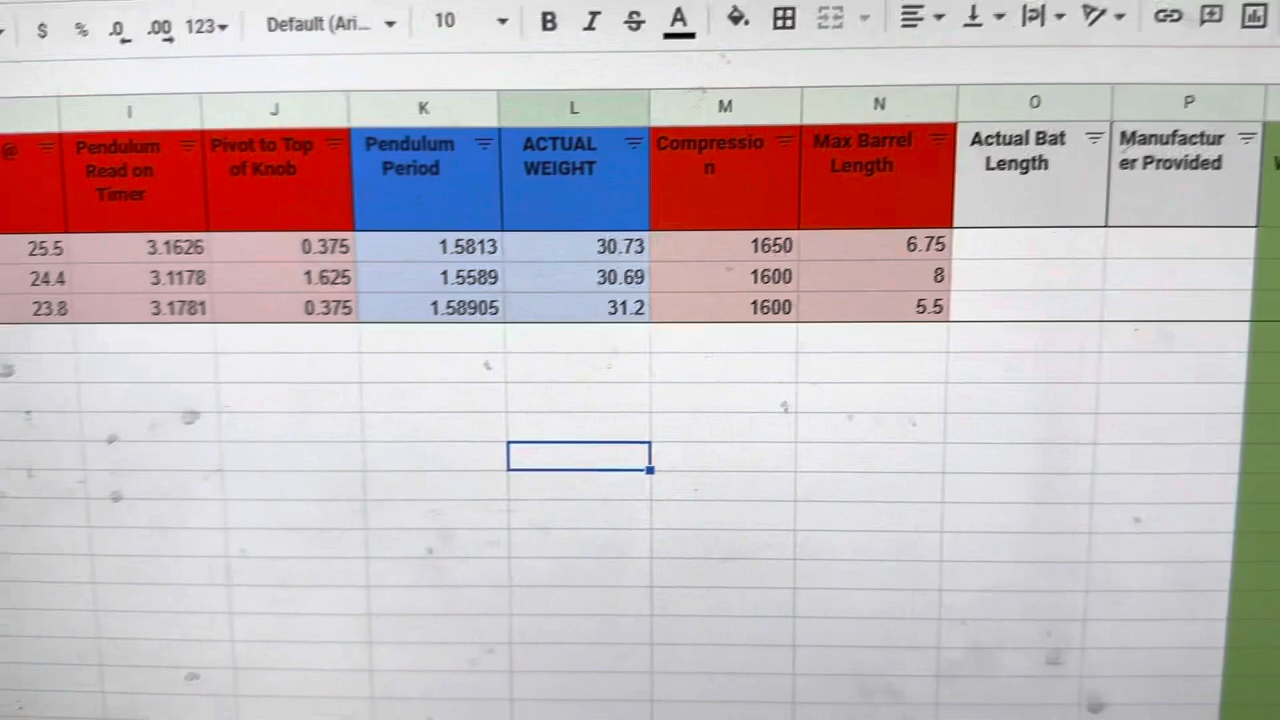 $ % .0 .00 123 Default (Ari... 10 B I S A
I J K L M N O P
@ Pendulum Read on Timer Pivot to Top of Knob Pendulum Period ACTUAL WEIGHT Compressio n Max Barrel Length Actual Bat Length Manufactur er Provided
25.5 3.1626 0.375 1.5813 30.73 1650 6.75
24.4 3.1178 1.625 1.5589 30.69 1600 8
23.8 3.1781 0.375 1.58905 31.2 1600 5.5